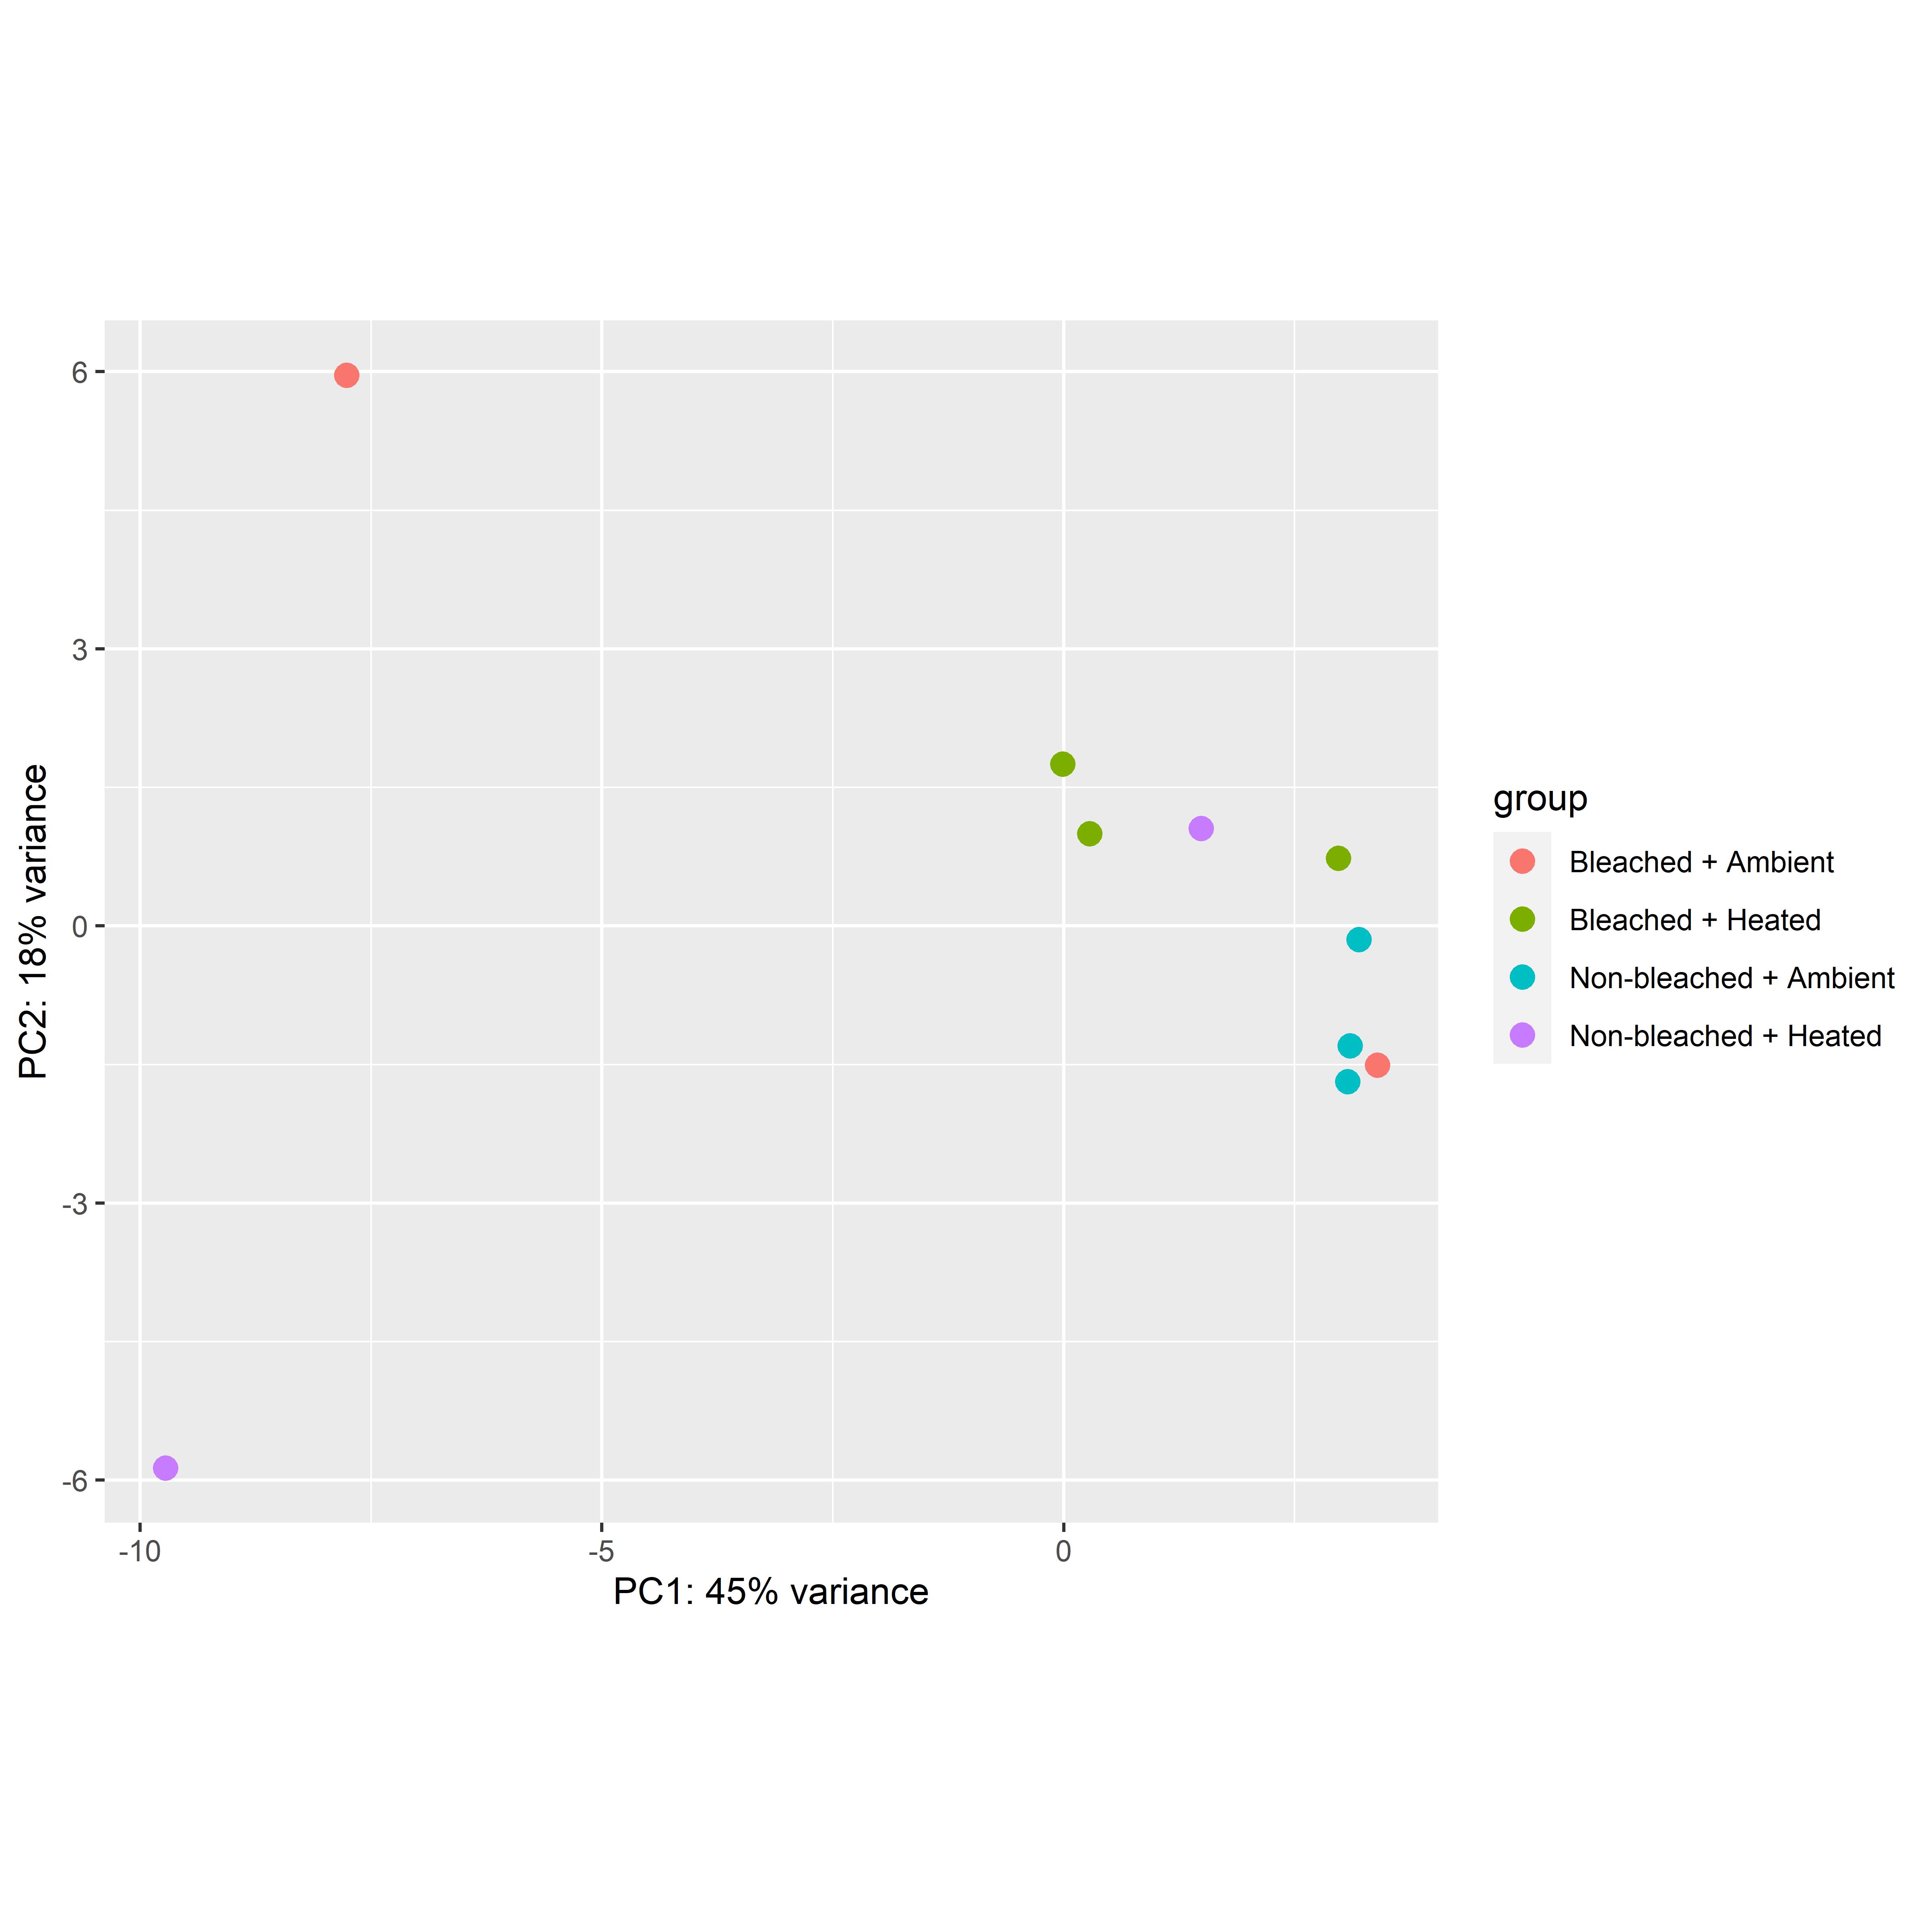 6
3
0
-3
-6
-10
-5
0
PC1: 45% variance
PC2: 18% variance
group
Bleached + Ambient
Bleached + Heated
Non-bleached + Ambient
Non-bleached + Heated